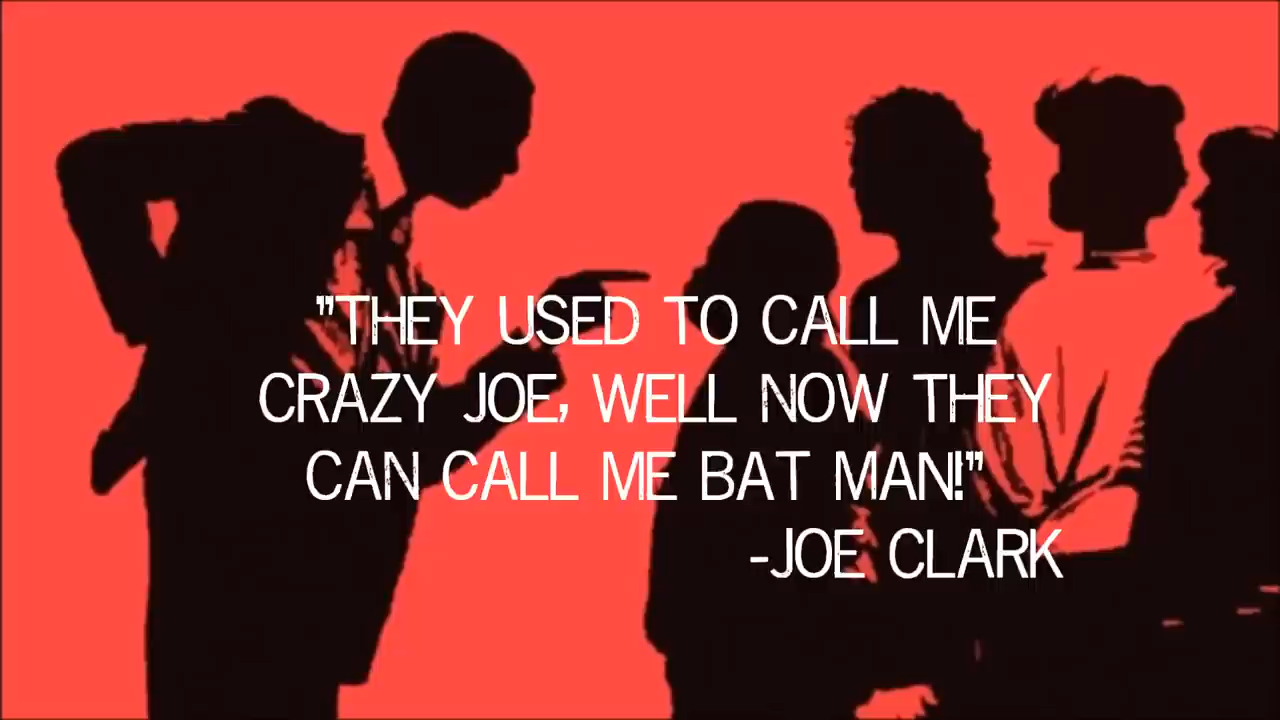 "THEY USED TO CALL ME
CRAZY JOE, WELL NOW THEY
CAN CALL ME BAT MAN!"
-JOE CLARK